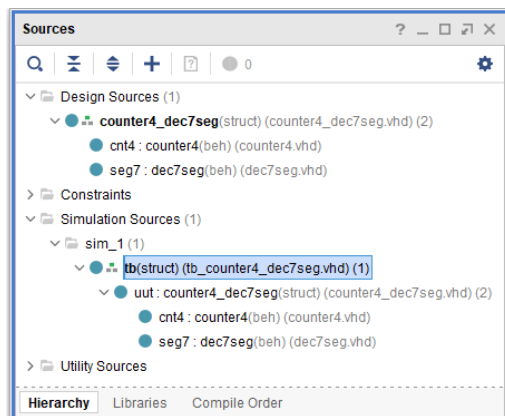 Sources
? _ □ ↗ ×
0
Design Sources (1)
counter4_dec7seg(struct) (counter4_dec7seg.vhd) (2)
cnt4 : counter4(beh) (counter4.vhd)
seg7 : dec7seg(beh) (dec7seg.vhd)
Constraints
Simulation Sources (1)
sim_1 (1)
tb(struct) (tb_counter4_dec7seg.vhd) (1)
uut : counter4_dec7seg(struct) (counter4_dec7seg.vhd) (2)
cnt4 : counter4(beh) (counter4.vhd)
seg7 : dec7seg(beh) (dec7seg.vhd)
Utility Sources
Hierarchy Libraries Compile Order